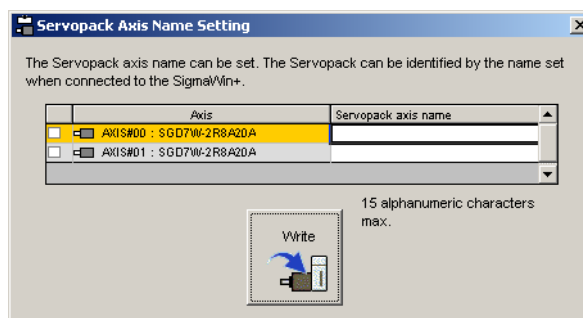 Servopack Axis Name Setting
The Servopack axis name can be set. The Servopack can be identified by the name set
when connected to the SigmaWin+.
Axis Servopack axis name
AXIS#00 : SGD7W-2R8A20A
AXIS#01 : SGD7W-2R8A20A
15 alphanumeric characters
max.
Write